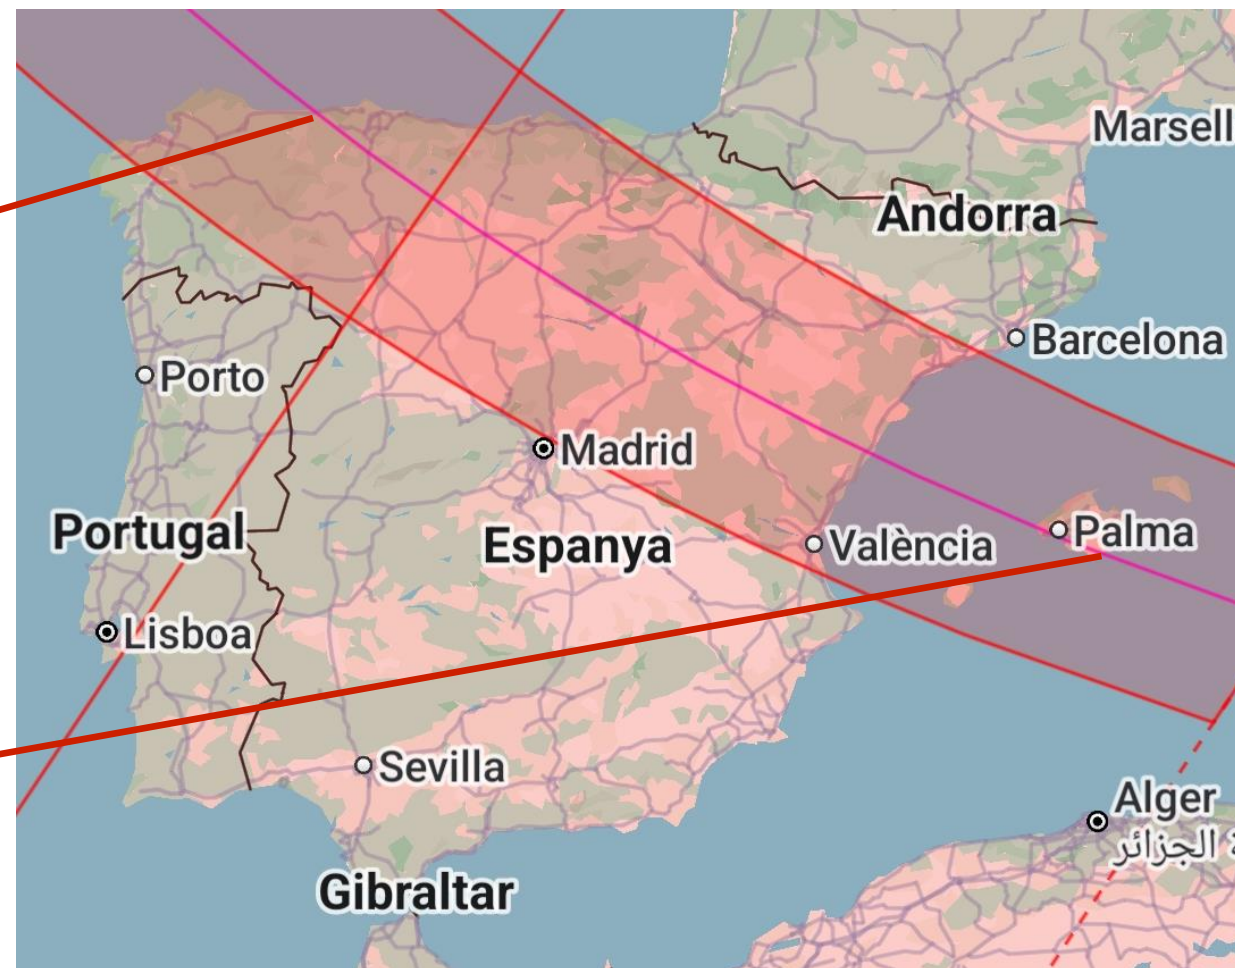 Marsell
Andorra
Barcelona
Porto
Madrid
Portugal
Espanya
València
Palma
Lisboa
Sevilla
Alger
ة الجزائر
Gibraltar